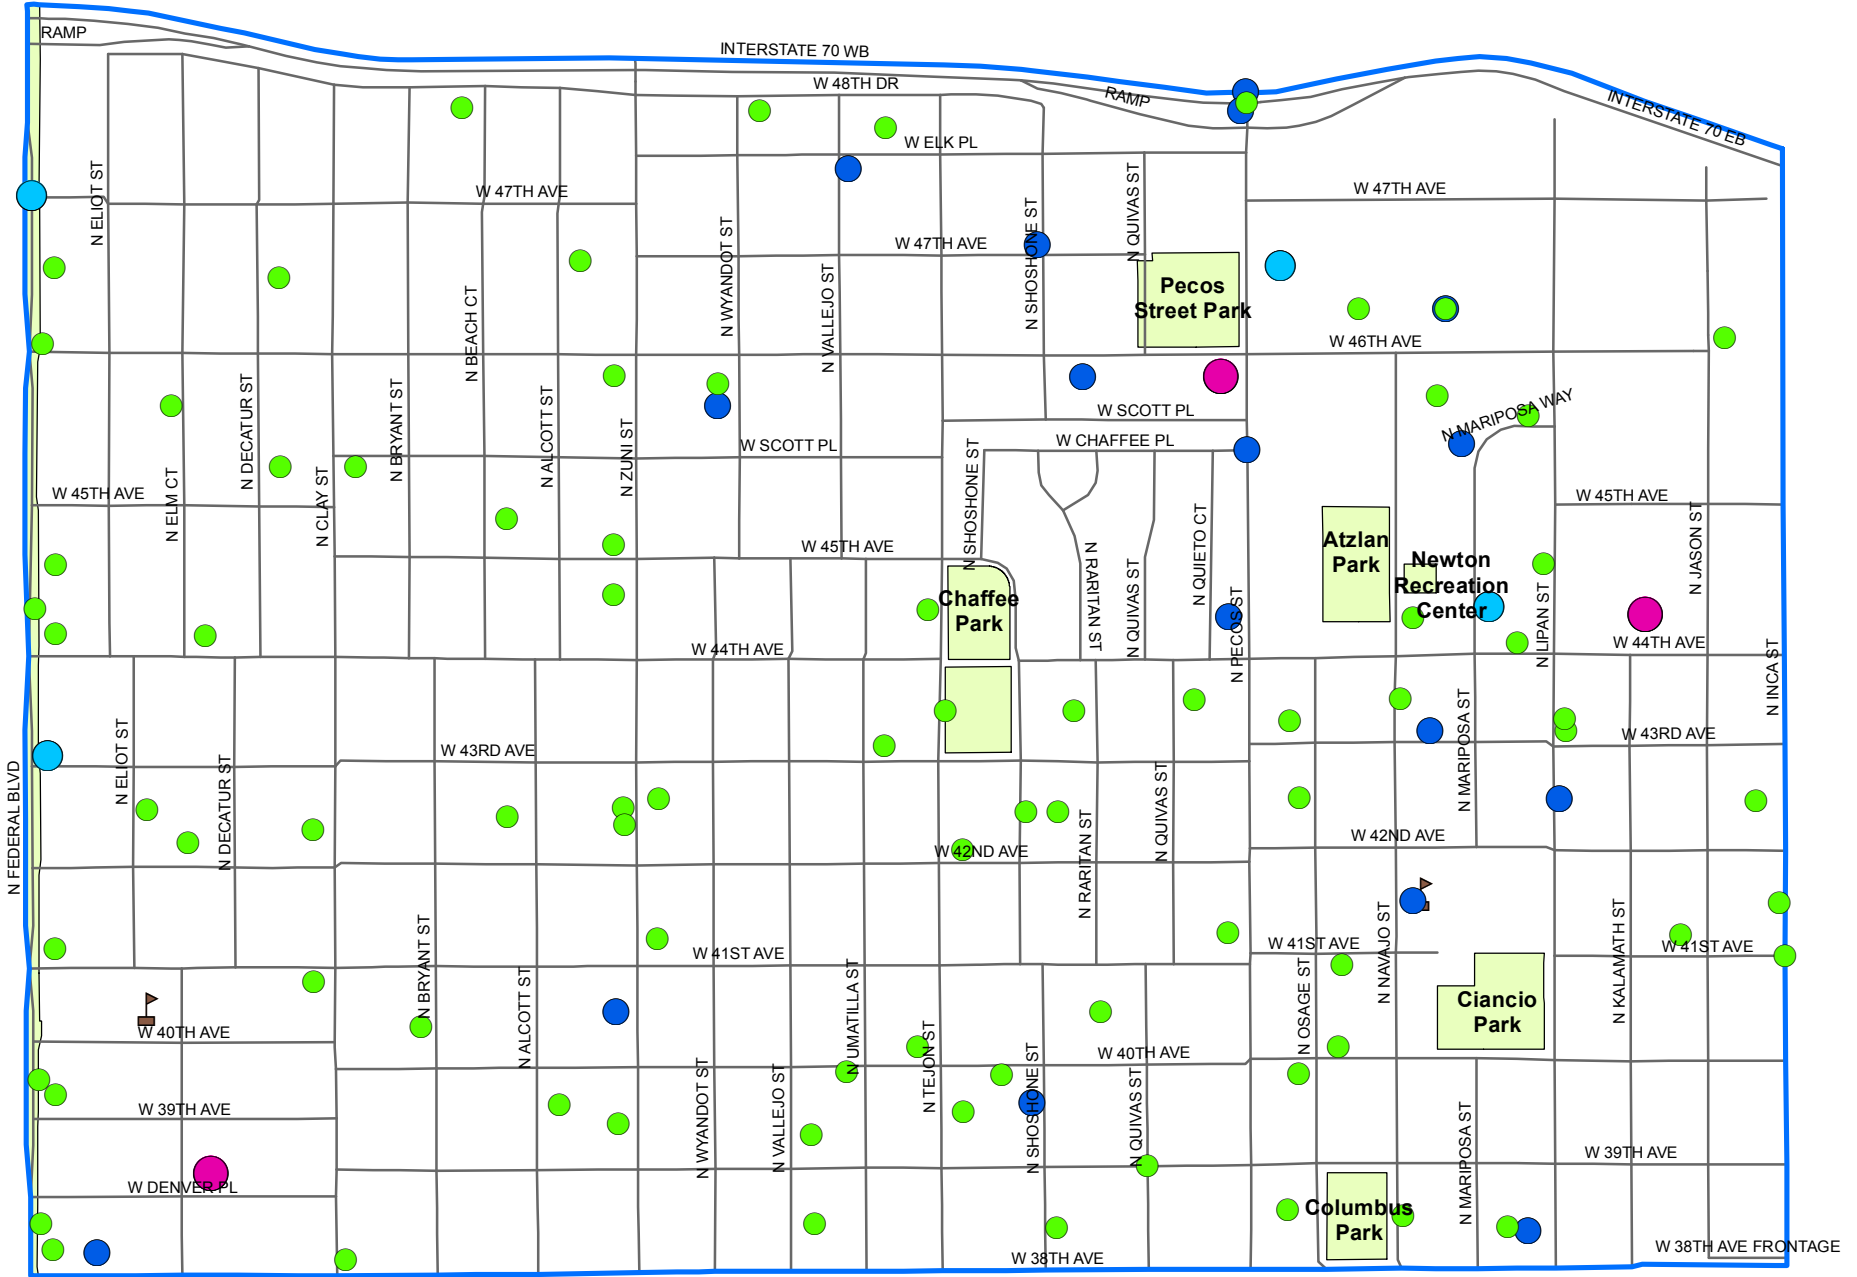 RAMP
INTERSTATE 70 WB
W 48TH DR
RAMP
INTERSTATE 70 EB
W ELK PL
N ELIOT ST
W 47TH AVE
N QUIVAS ST
W 47TH AVE
N WYANDOT ST
N VALLEJO ST
W 47TH AVE
N SHOSHONE ST
Pecos
Street Park
N BEACH CT
W 46TH AVE
N DECATUR ST
N BRYANT ST
N ALCOTT ST
N ZUNI ST
W SCOTT PL
N MARIPOSA WAY
W SCOTT PL
W CHAFFEE PL
N SHOSHONE ST
W 45TH AVE
N ELM CT
N CLAY ST
W 45TH AVE
N QUIETO CT
W 45TH AVE
N JASON ST
Atzlan
Park
Newton
Recreation
Center
N RARITAN ST
N QUIVAS ST
N PECOS ST
N LIPAN ST
Chaffee
Park
W 44TH AVE
W 44TH AVE
N INCA ST
N ELIOT ST
N DECATUR ST
W 43RD AVE
N MARIPOSA ST
W 43RD AVE
N FEDERAL BLVD
N QUIVAS ST
N RARITAN ST
W 42ND AVE
W 42ND AVE
N BRYANT ST
N ALCOTT ST
W 41ST AVE
N UMATILLA ST
W 41ST AVE
N OSAGE ST
N NAVAJO ST
N KALAMATH ST
W 41ST AVE
Ciancio
Park
W 40TH AVE
N TEJON ST
W 40TH AVE
N WYANDOT ST
N VALLEJO ST
N SHOSHONE ST
N QUIVAS ST
W 39TH AVE
N MARIPOSA ST
W 39TH AVE
W DENVER PL
Columbus
Park
W 38TH AVE
W 38TH AVE FRONTAGE